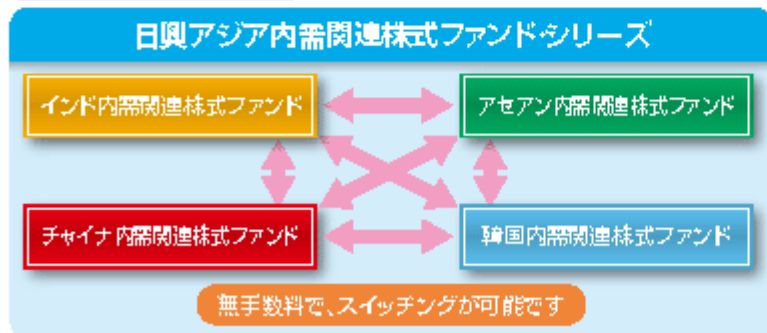 日興アジア内需関連株式ファンド・シリーズ
インド内需関連株式ファンド
アセアン内需関連株式ファンド
チャイナ内需関連株式ファンド
韓国内需関連株式ファンド
無手数料で、スイッチングが可能です